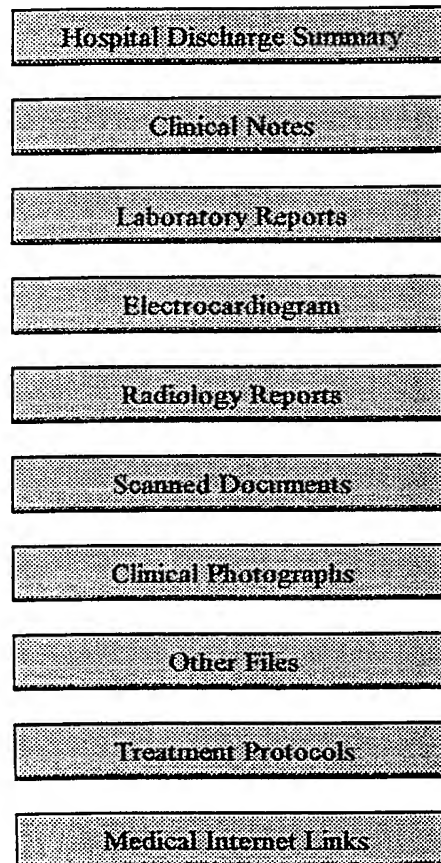 Hospital Discharge Summary
Clinical Notes
Laboratory Reports
Electrocardiogram
Radiology Reports
Scanned Documents
Clinical Photographs
Other Files
Treatment Protocols
Medical Internet Links